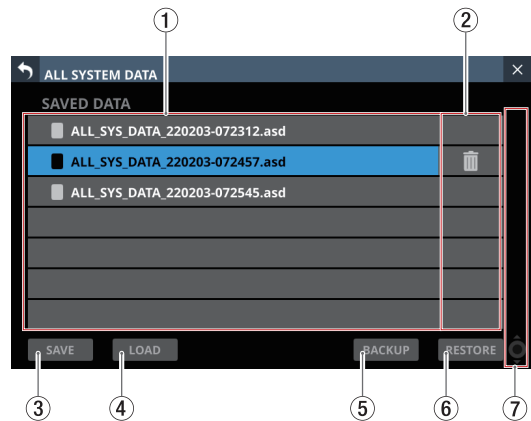 ① ②
ALL SYSTEM DATA ×
SAVED DATA
ALL_SYS_DATA_220203-072312.asd
ALL_SYS_DATA_220203-072457.asd
ALL_SYS_DATA_220203-072545.asd
SAVE LOAD BACKUP RESTORE
③ ④ ⑤ ⑥ ⑦